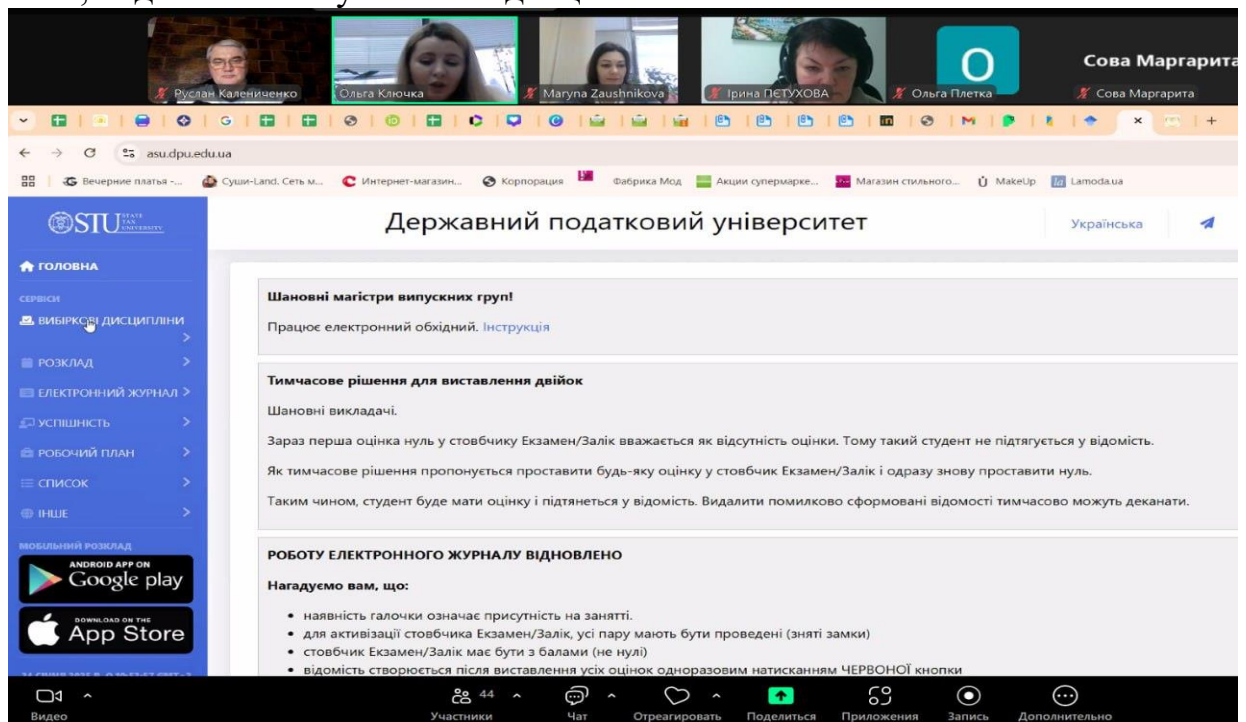 Руслан Калениченко
Ольга Ключка
Maryna Zaushnikova
Ірина ПЄТУХОВА
О
Ольга Плетка
Сова Маргарита
Сова Маргарита
asu.dpu.edu.ua
Вечерние платья -...
Суши-Land. Сеть м...
Интернет-магазин...
Корпорация
Фабрика Мод
Акции супермарке...
Магазин стильного...
MakeUp
Lamoda.ua
STU STATE TAX UNIVERSITY
Державний податковий університет
Українська
ГОЛОВНА
СЕРВІСИ
ВИБІРКОВІ ДИСЦИПЛІНИ
РОЗКЛАД
ЕЛЕКТРОННИЙ ЖУРНАЛ
УСПІШНІСТЬ
РОБОЧИЙ ПЛАН
СПИСОК
ІНШЕ
МОБІЛЬНИЙ РОЗКЛАД
ANDROID APP ON
Google play
DOWNLOAD ON THE
App Store
Шановні магістри випускних груп!
Працює електронний обхідний. Інструкція
Тимчасове рішення для виставлення двійок
Шановні викладачі.
Зараз перша оцінка нуль у стовбчику Екзамен/Залік вважається як відсутність оцінки. Тому такий студент не підтягується у відомість.
Як тимчасове рішення пропонується проставити будь-яку оцінку у стовбчик Екзамен/Залік і одразу знову проставити нуль.
Таким чином, студент буде мати оцінку і підтянеться у відомість. Видалити помилково сформовані відомості тимчасово можуть деканати.
РОБОТУ ЕЛЕКТРОННОГО ЖУРНАЛУ ВІДНОВЛЕНО
Нагадуємо вам, що:
• наявність галочки означає присутність на занятті.
• для активізації стовбчика Екзамен/Залік, усі пару мають бути проведені (зняті замки)
• стовбчик Екзамен/Залік має бути з балами (не нулі)
• відомість створюється після виставлення усіх оцінок одноразовим натисканням ЧЕРВОНОЇ кнопки
Видео
44
Участники
Чат
Отреагировать
Поделиться
Приложения
Запись
Дополнительно